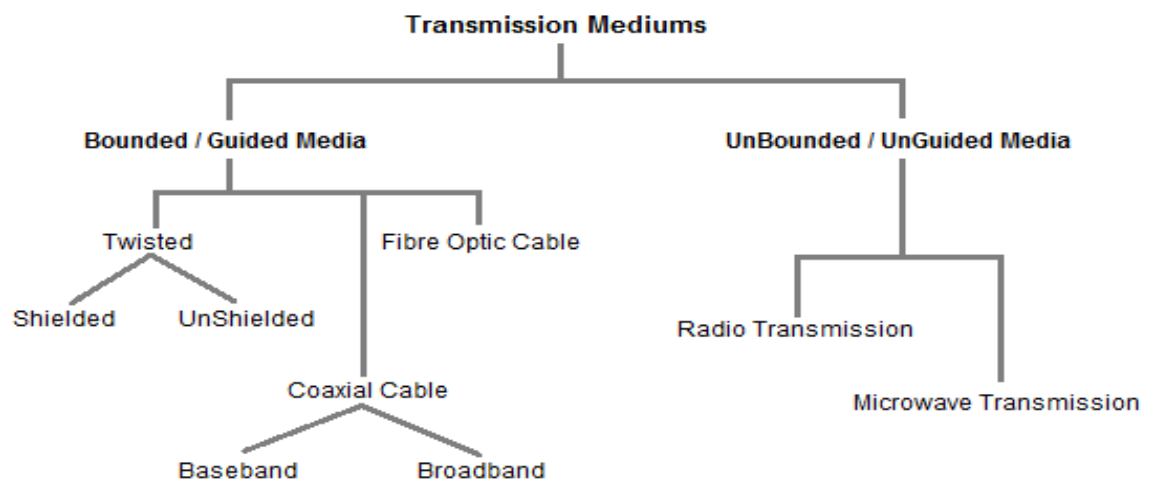 Transmission Mediums
Bounded / Guided Media
UnBounded / UnGuided Media
Twisted
Fibre Optic Cable
Shielded
UnShielded
Radio Transmission
Coaxial Cable
Microwave Transmission
Baseband
Broadband